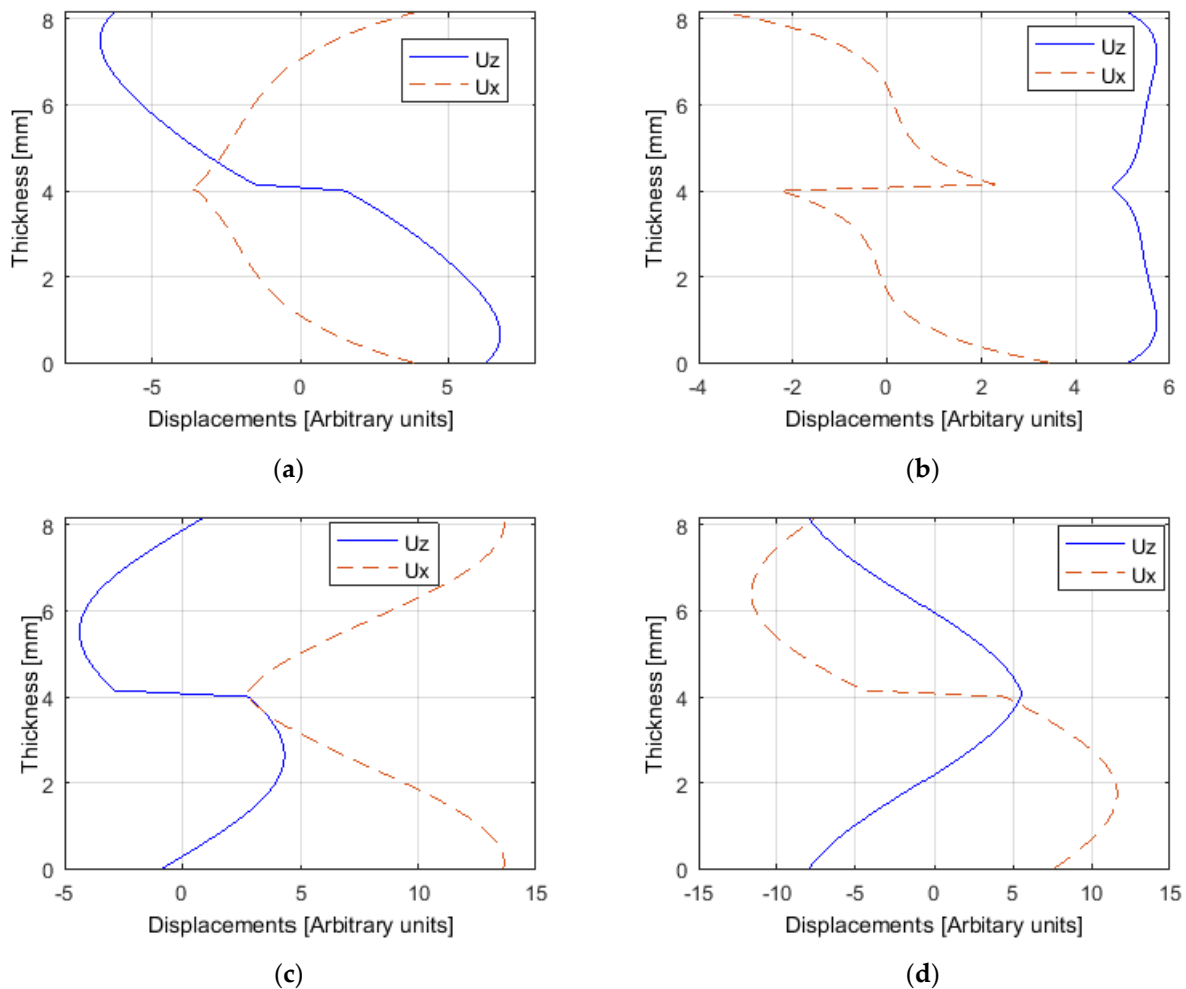 8
6
4
2
0
Thickness [mm]
Uz
Ux
-5 0 5
Displacements [Arbitrary units]
(a)
8
6
4
2
0
Thickness [mm]
Uz
Ux
-4 -2 0 2 4 6
Displacements [Arbitary units]
(b)
8
6
4
2
0
Thickness [mm]
Uz
Ux
-5 0 5 10 15
Displacements [Arbitrary units]
(c)
8
6
4
2
0
Thickness [mm]
Uz
Ux
-15 -10 -5 0 5 10 15
Displacements [Arbitary units]
(d)